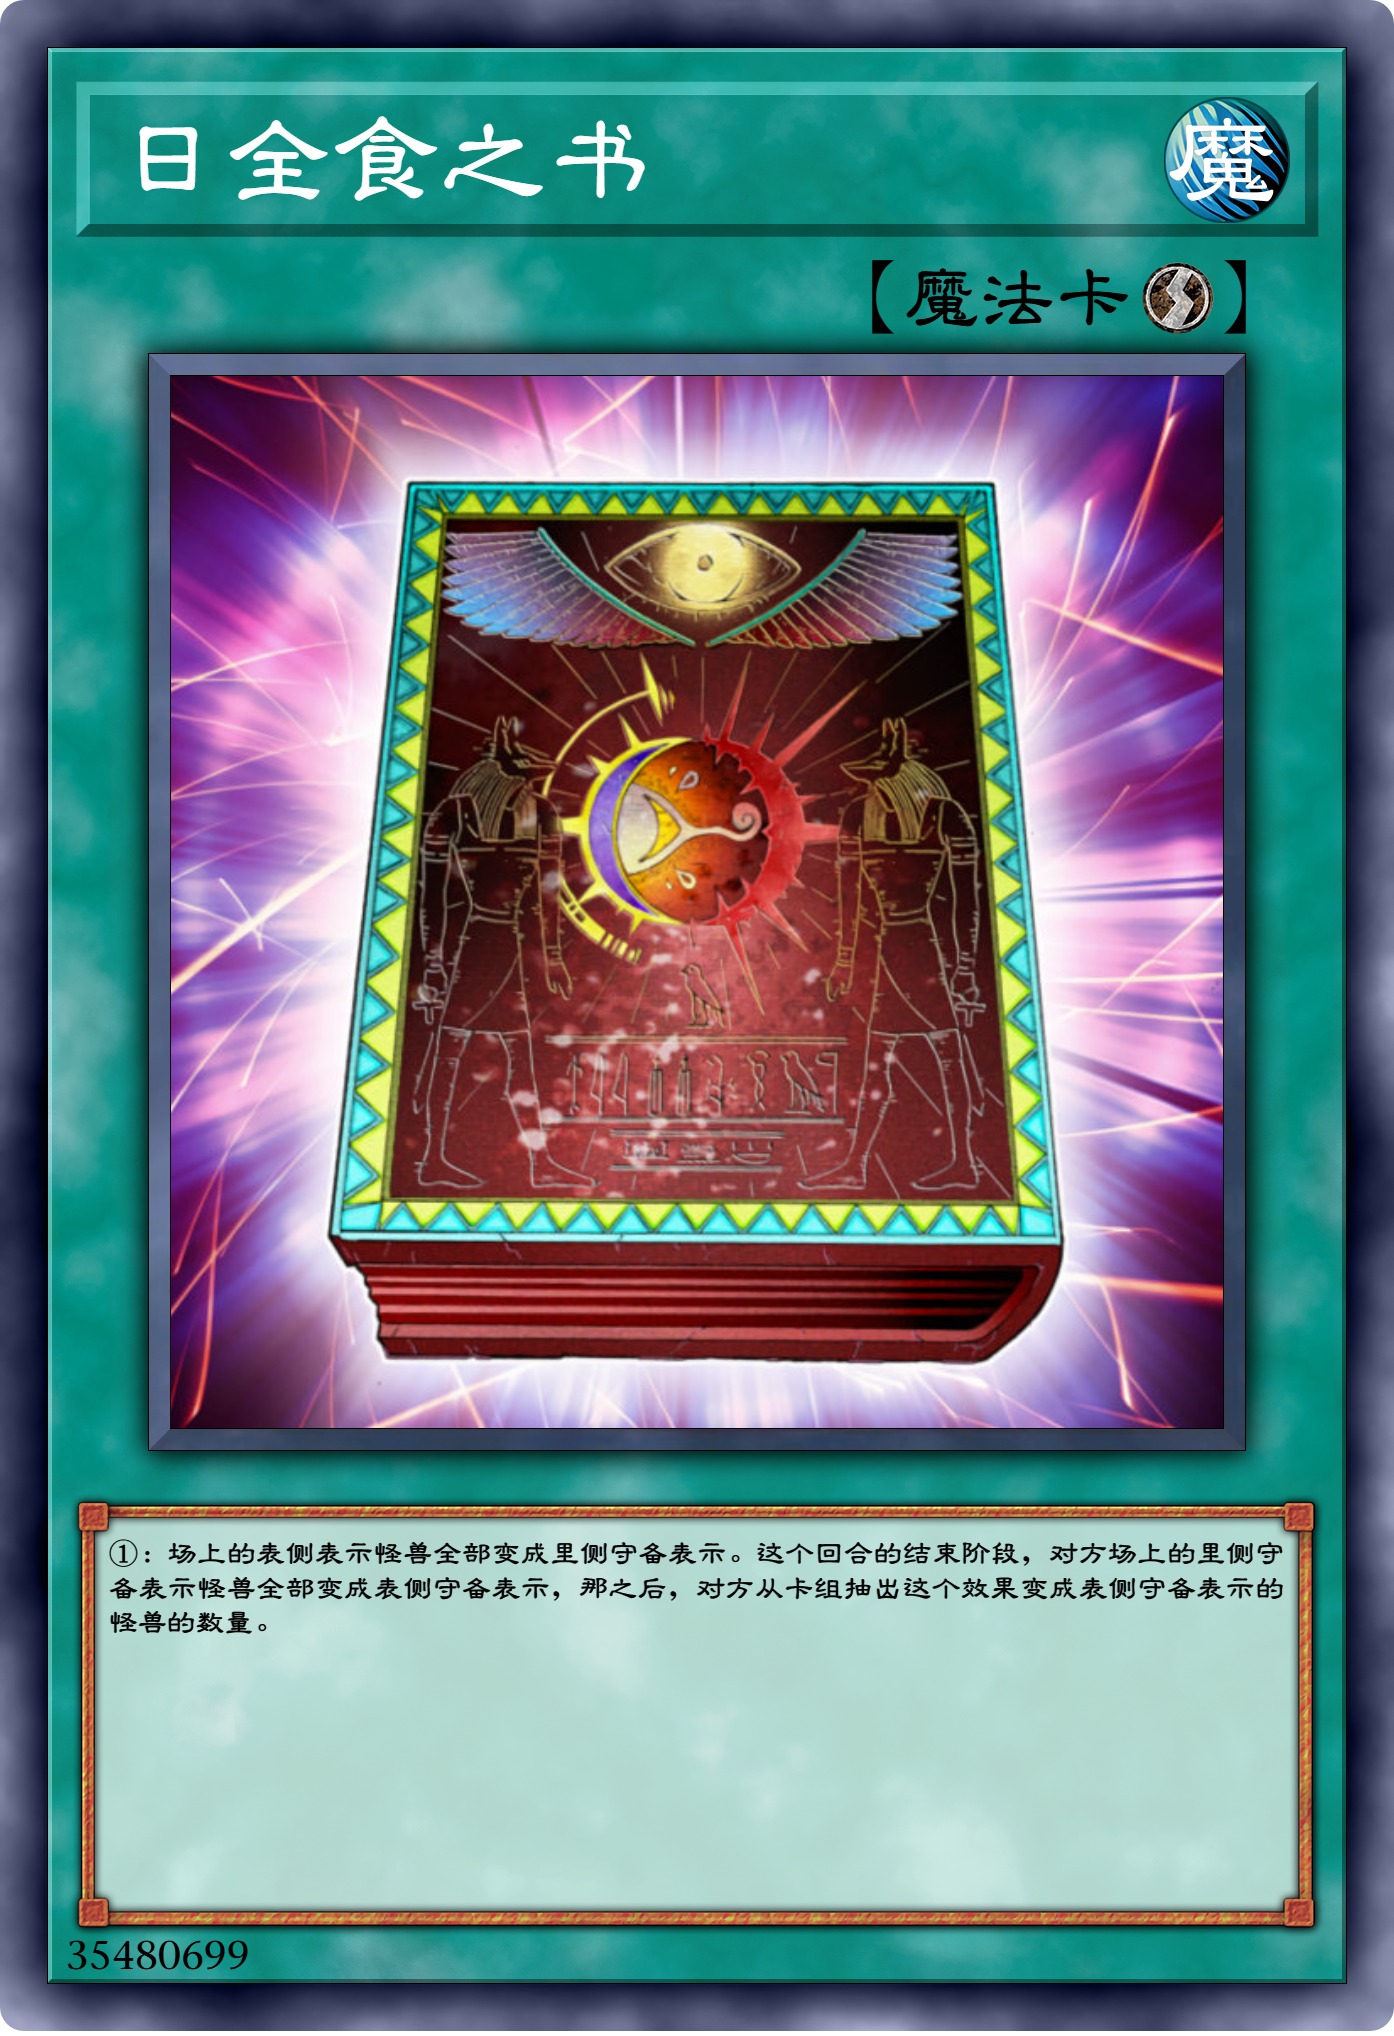 日全食之书 魔
【魔法卡】
①：场上的表侧表示怪兽全部变成里侧守备表示。这个回合的结束阶段，对方场上的里侧守
备表示怪兽全部变成表侧守备表示，那之后，对方从卡组抽出这个效果变成表侧守备表示的
怪兽的数量。
35480699